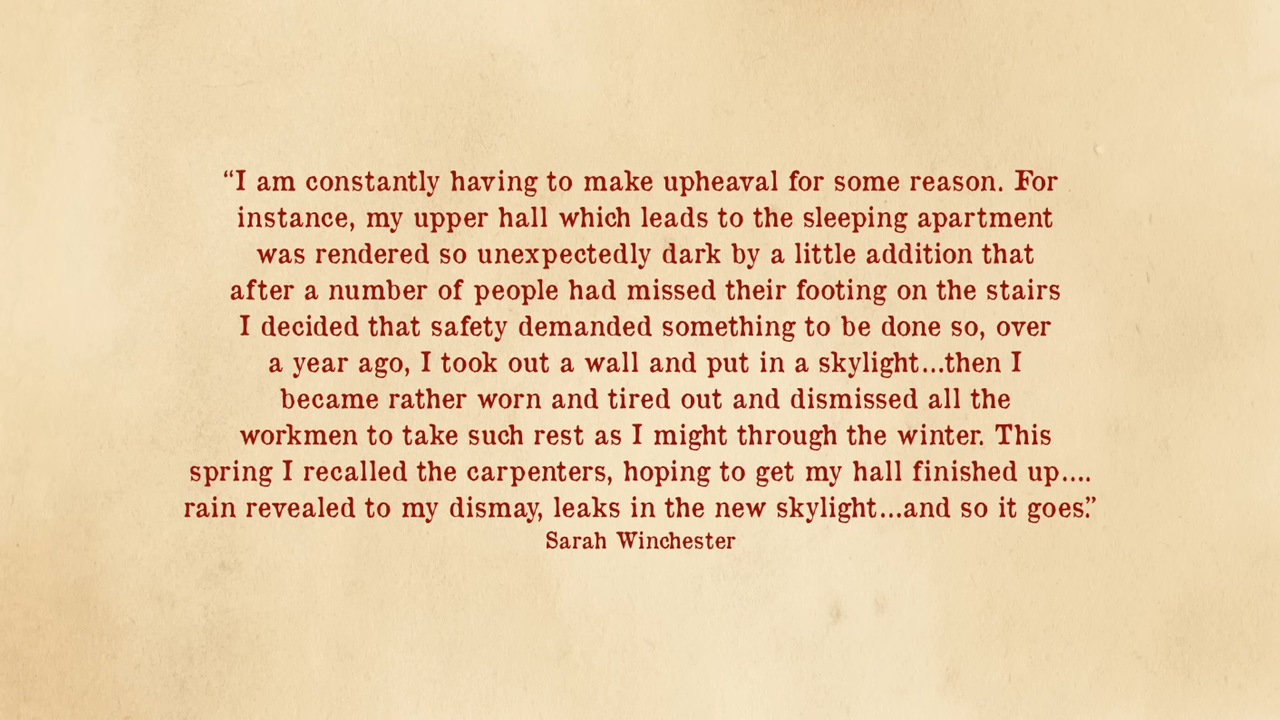 “I am constantly having to make upheaval for some reason. For
instance, my upper hall which leads to the sleeping apartment
was rendered so unexpectedly dark by a little addition that
after a number of people had missed their footing on the stairs
I decided that safety demanded something to be done so, over
a year ago, I took out a wall and put in a skylight...then I
became rather worn and tired out and dismissed all the
workmen to take such rest as I might through the winter. This
spring I recalled the carpenters, hoping to get my hall finished up....
rain revealed to my dismay, leaks in the new skylight...and so it goes.”
Sarah Winchester